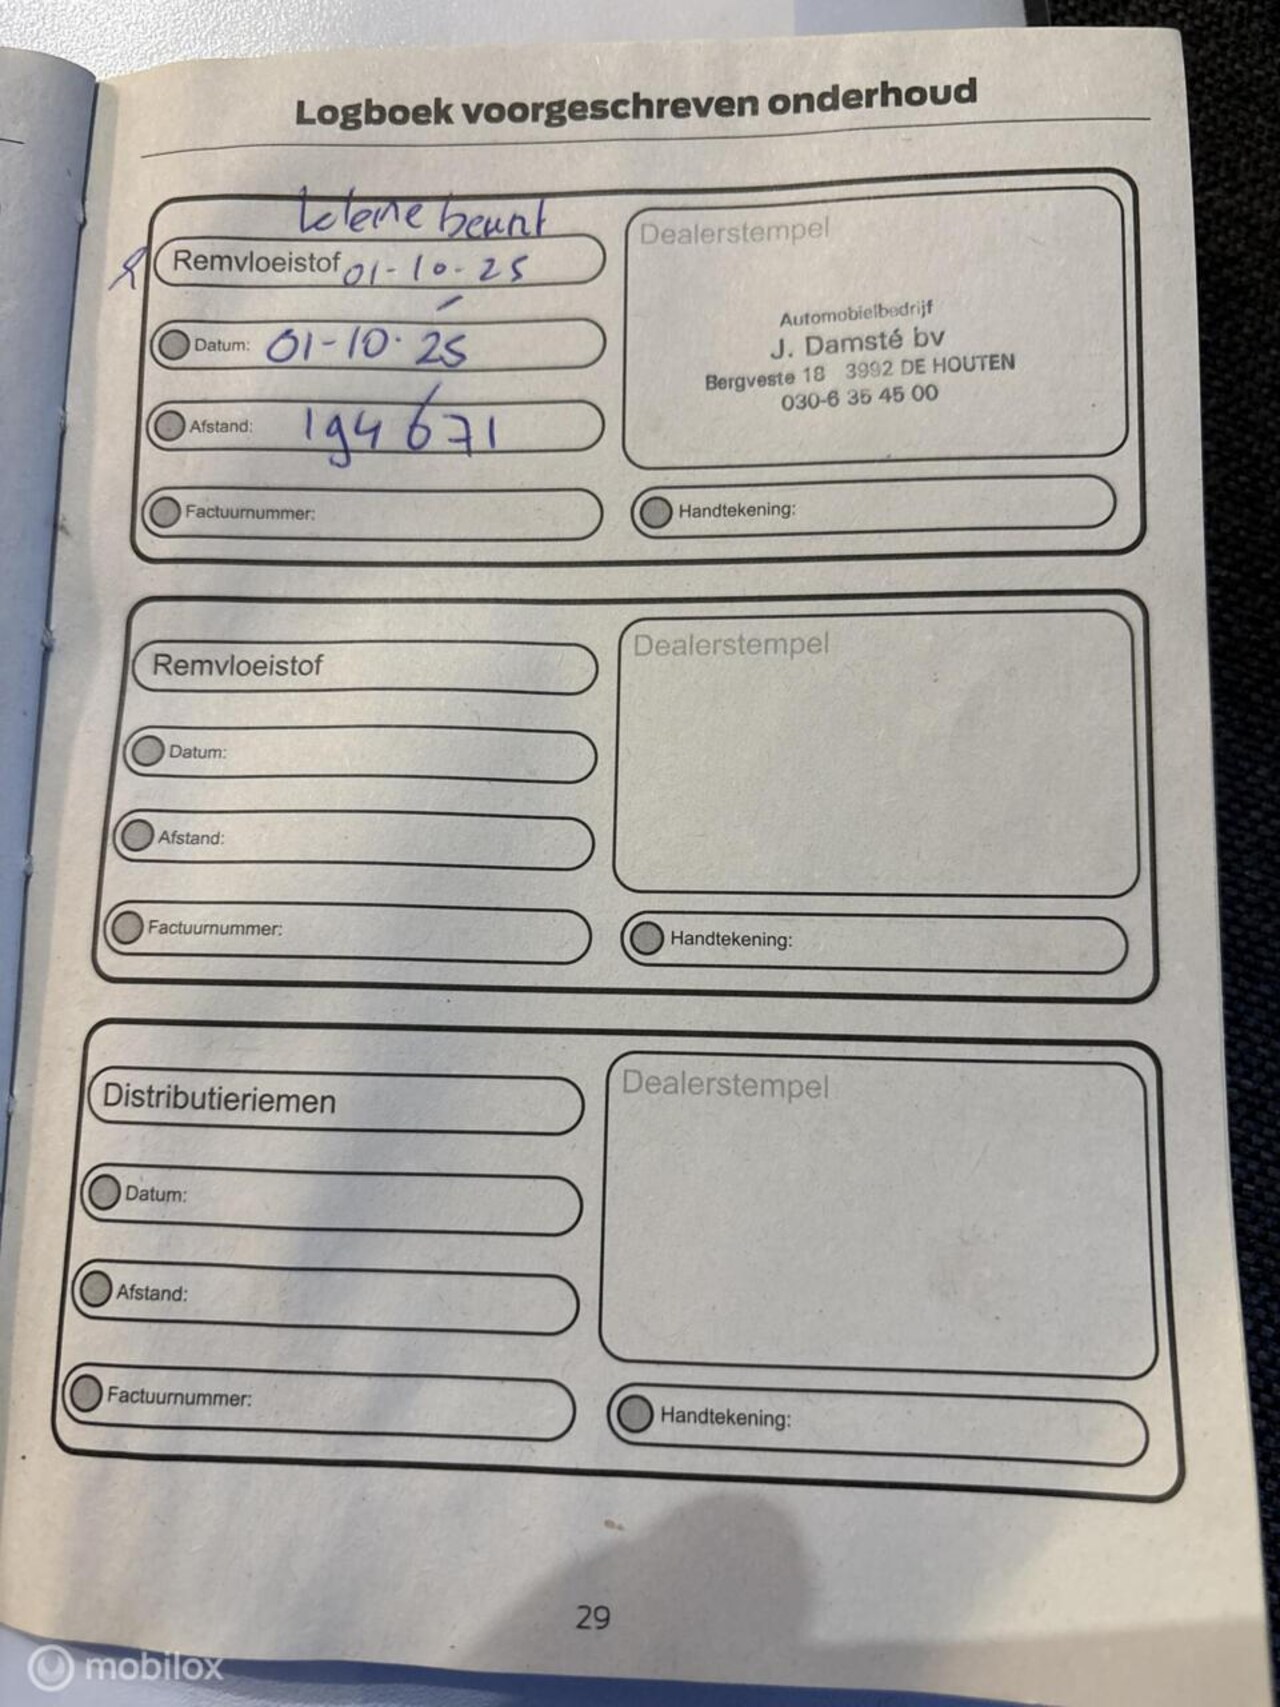 Logboek voorgeschreven onderhoud
kleine beurt
& Remvloeistof 01-10-25
Datum: 01-10-25
Afstand: 194671
Factuurnummer:
Dealerstempel
Automobielbedrijf
J. Damsté bv
Bergveste 18 3992 DE HOUTEN
030-6 35 45 00
Handtekening:
Remvloeistof
Datum:
Afstand:
Factuurnummer:
Dealerstempel
Handtekening:
Distributieriemen
Datum:
Afstand:
Factuurnummer:
Dealerstempel
Handtekening:
29
mobilox